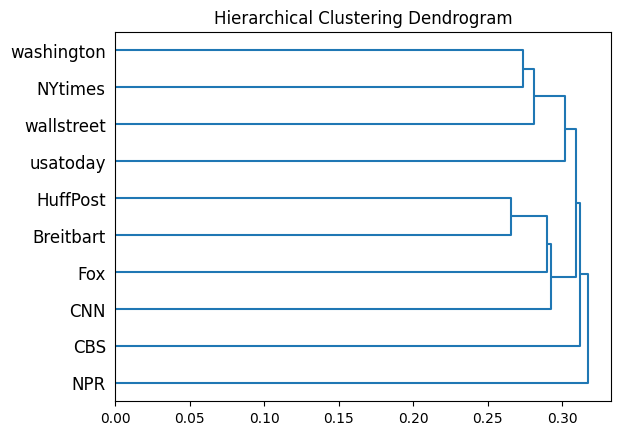 Hierarchical Clustering Dendrogram
washington
NYtimes
wallstreet
usatoday
HuffPost
Breitbart
Fox
CNN
CBS
NPR
0.00 0.05 0.10 0.15 0.20 0.25 0.30